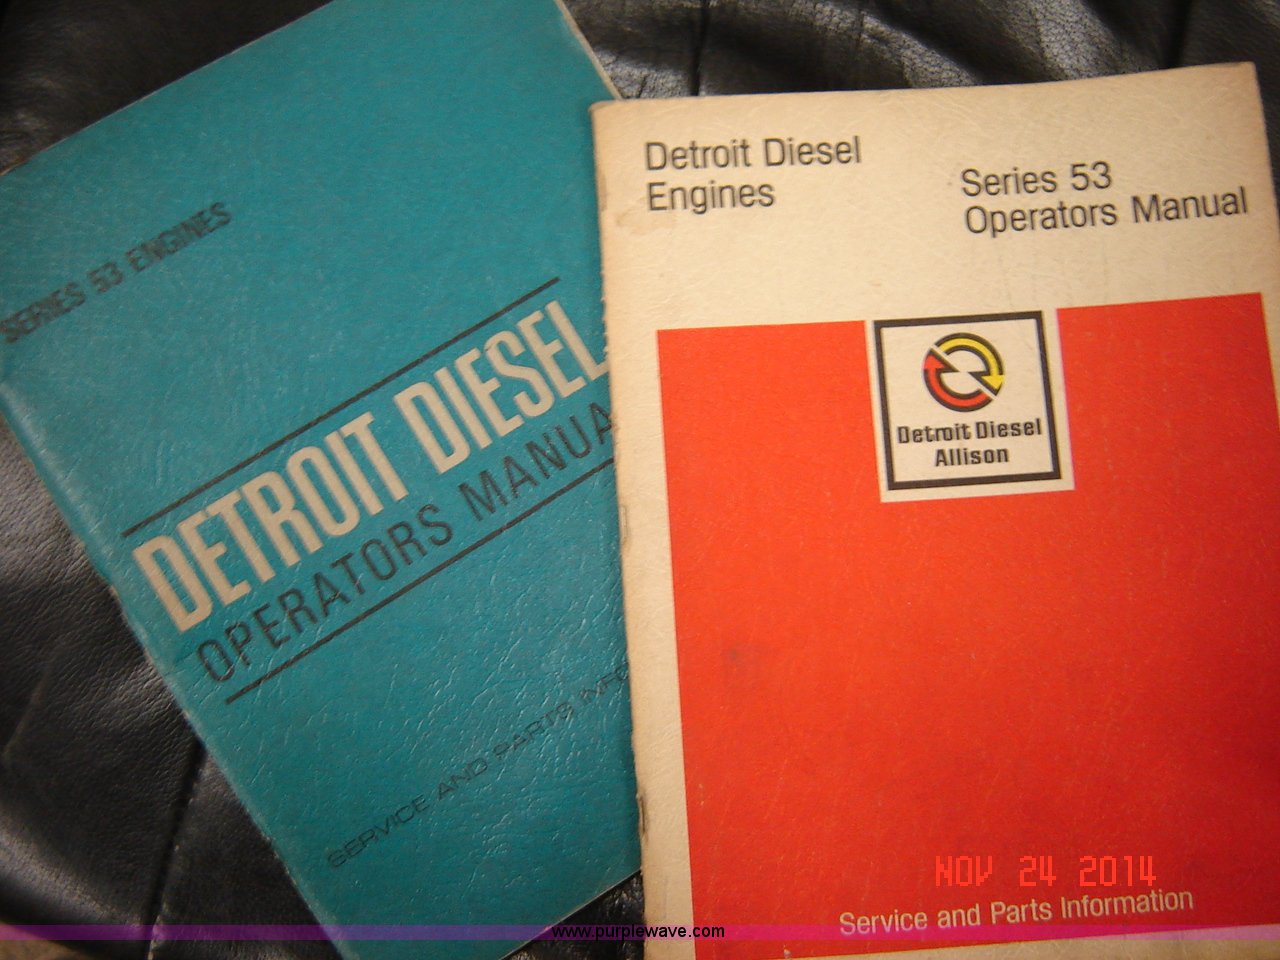 SERIES 53 ENGINES
DETROIT DIESEL
OPERATORS MANUA
SERVICE AND PARTS INFO
Detroit Diesel
Engines
Series 53
Operators Manual
Detroit Diesel
Allison
NOV 24 2014
Service and Parts Information
www.purplewave.com